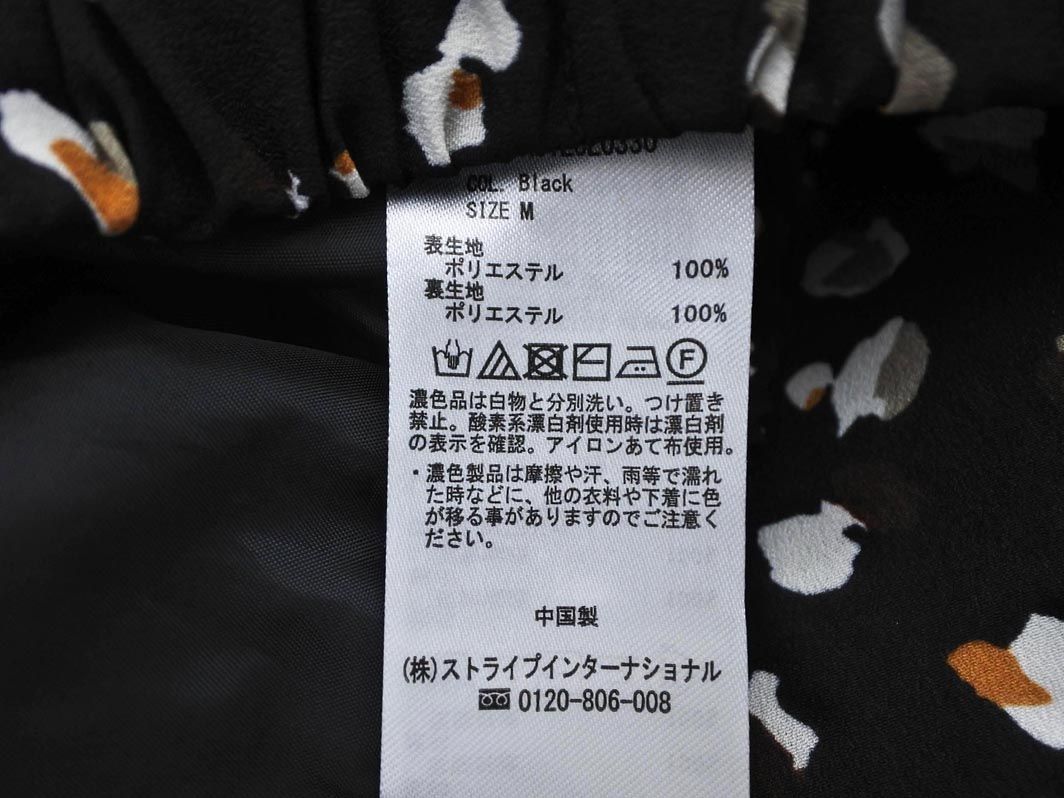 COL. Black
SIZE M
表生地
ポリエステル 100%
裏生地
ポリエステル 100%
F
濃色品は白物と分別洗い。つけ置き
禁止。酸素系漂白剤使用時は漂白剤
の表示を確認。アイロンあて布使用。
・濃色製品は摩擦や汗、雨等で濡れ
た時などに、他の衣料や下着に色
が移る事がありますのでご注意く
ださい。
中国製
(株)ストライプインターナショナル
0120-806-008